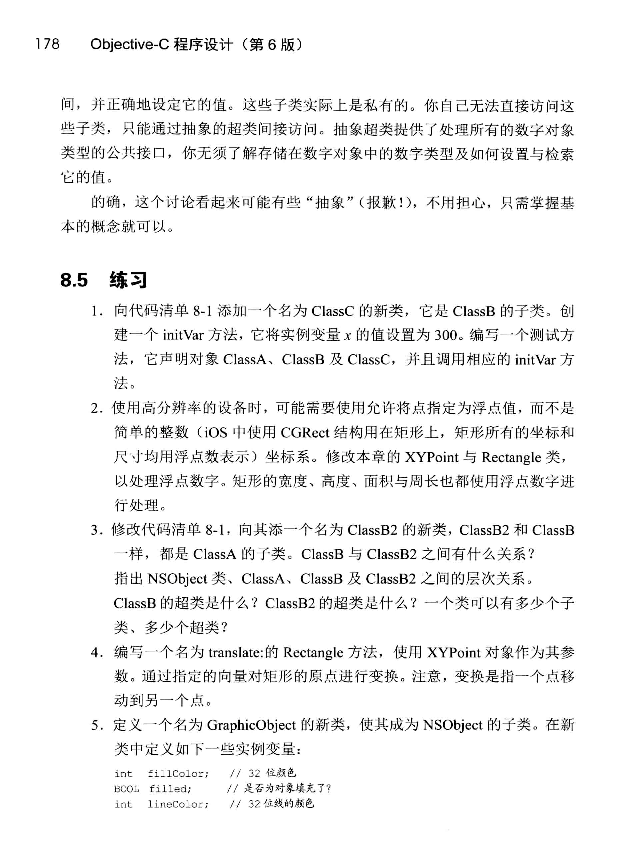 178 Objective-C 程序设计（第 6 版）
间，并正确地设定它的值。这些子类实际上是私有的。你自己无法直接访问这
些子类，只能通过抽象的超类间接访问。抽象超类提供了处理所有的数字对象
类型的公共接口，你无须了解存储在数字对象中的数字类型及如何设置与检索
它的值。
的确，这个讨论看起来可能有些“抽象”（报歉！），不用担心，只需掌握基
本的概念就可以。
8.5 练习
1. 向代码清单 8-1 添加一个名为 ClassC 的新类，它是 ClassB 的子类。创
建一个 initVar 方法，它将实例变量 x 的值设置为 300。编写一个测试方
法，它声明对象 ClassA、ClassB 及 ClassC，并且调用相应的 initVar 方
法。
2. 使用高分辨率的设备时，可能需要使用允许将点指定为浮点值，而不是
简单的整数（iOS 中使用 CGRect 结构用在矩形上，矩形所有的坐标和
尺寸均用浮点数表示）坐标系。修改本章的 XYPoint 与 Rectangle 类，
以处理浮点数字。矩形的宽度、高度、面积与周长也都使用浮点数字进
行处理。
3. 修改代码清单 8-1，向其添一个名为 ClassB2 的新类，ClassB2 和 ClassB
一样，都是 ClassA 的子类。ClassB 与 ClassB2 之间有什么关系？
指出 NSObject 类、ClassA、ClassB 及 ClassB2 之间的层次关系。
ClassB 的超类是什么？ClassB2 的超类是什么？一个类可以有多少个子
类、多少个超类？
4. 编写一个名为 translate:的 Rectangle 方法，使用 XYPoint 对象作为其参
数。通过指定的向量对矩形的原点进行变换。注意，变换是指一个点移
动到另一个点。
5. 定义一个名为 GraphicObject 的新类，使其成为 NSObject 的子类。在新
类中定义如下一些实例变量：
int fillColor; // 32 位颜色
BOOL filled; // 是否为对象填充了?
int lineColor; // 32 位线的颜色